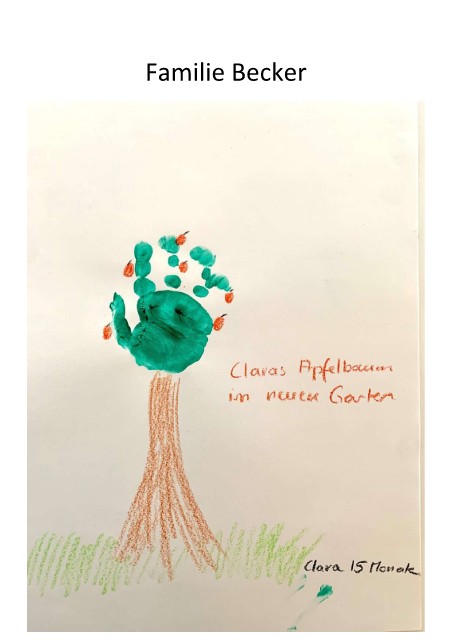 Familie Becker
Claras Apfelbaum
im neuen Garten
Clara 15 Monate